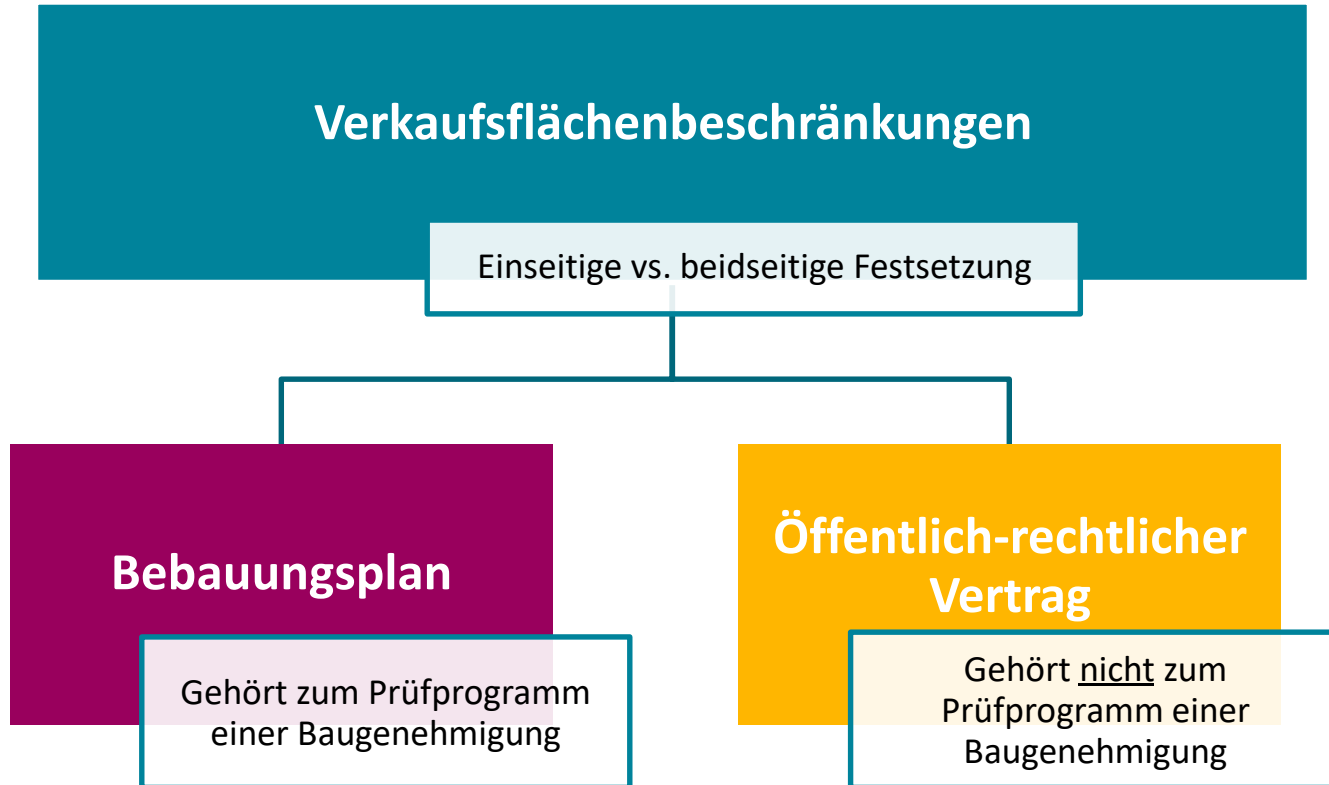 Verkaufsflächenbeschränkungen
Einseitige vs. beidseitige Festsetzung
Bebauungsplan
Gehört zum Prüfprogramm
einer Baugenehmigung
Öffentlich-rechtlicher
Vertrag
Gehört nicht zum
Prüfprogramm einer
Baugenehmigung